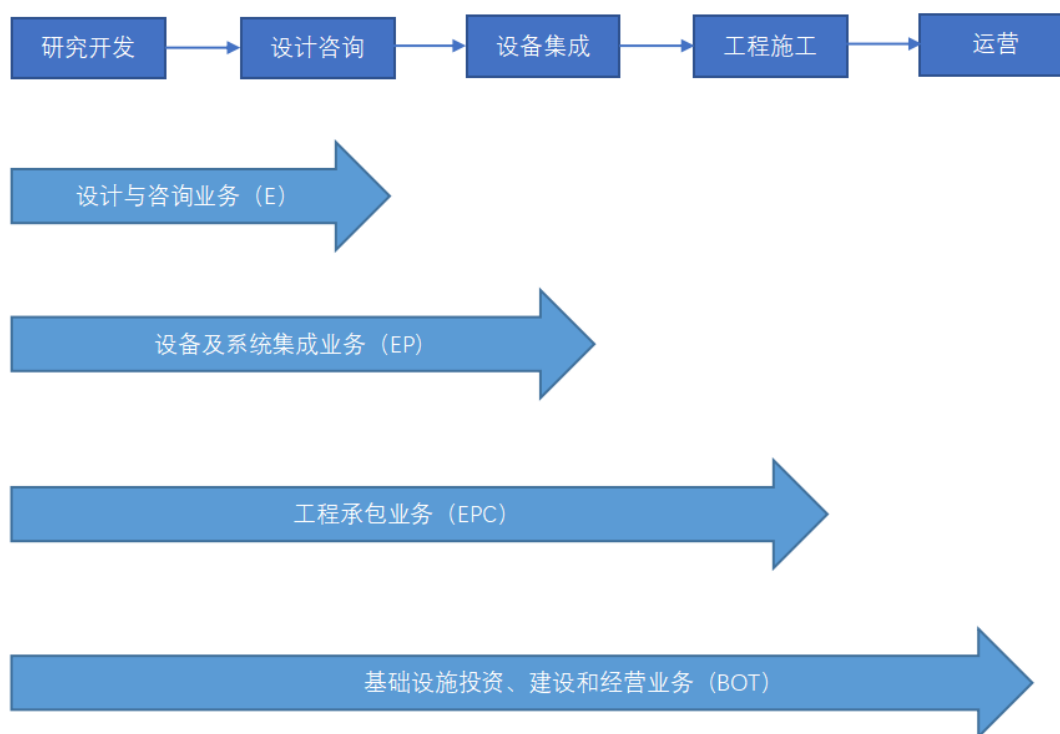 研究开发
设计咨询
设备集成
工程施工
运营
设计与咨询业务（E）
设备及系统集成业务（EP）
工程承包业务（EPC）
基础设施投资、建设和经营业务（BOT）